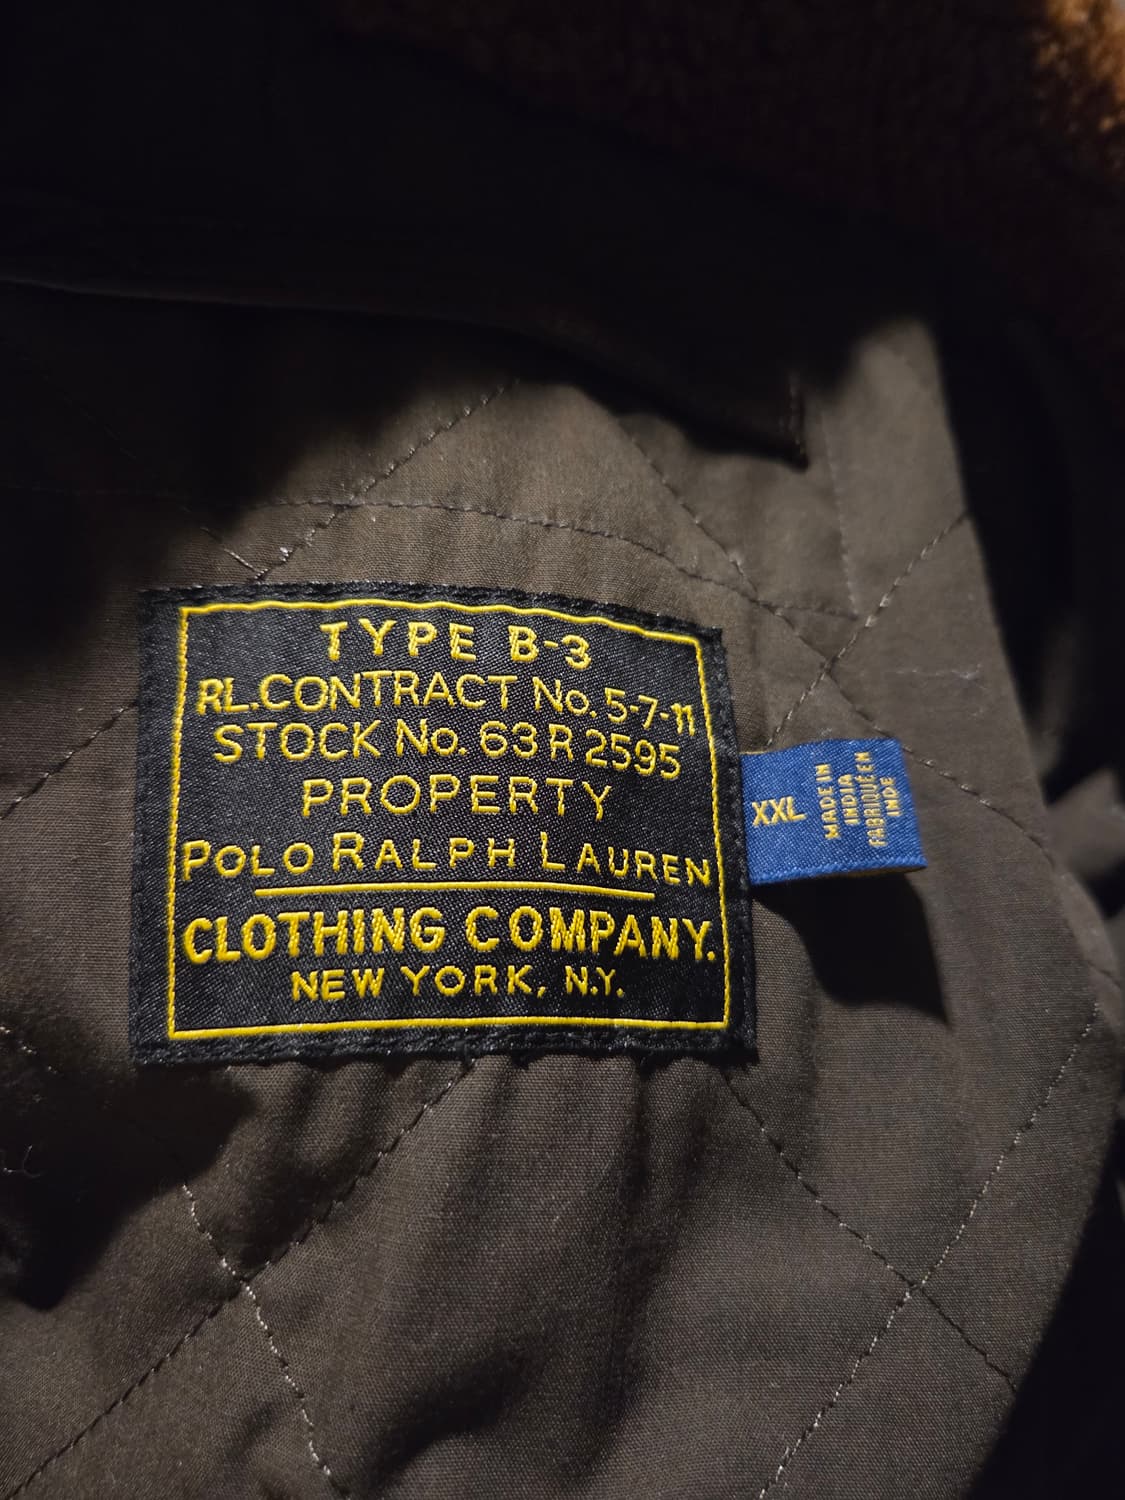 TYPE B-3
RL.CONTRACT No. 5-7-11
STOCK No. 63 R 2595
PROPERTY
POLO RALPH LAUREN
CLOTHING COMPANY.
NEW YORK, N.Y.
XXL
MADE IN
INDIA
FABRIQUE EN
INDE